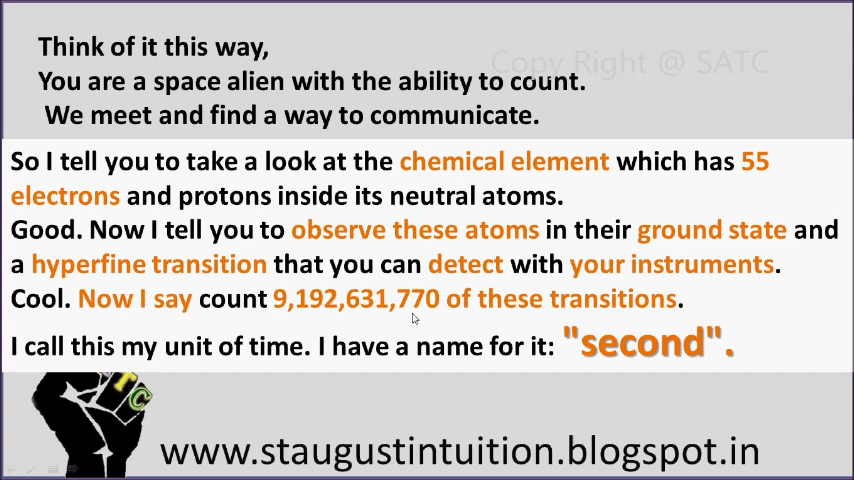 Copy Right @ SATC
Think of it this way,
You are a space alien with the ability to count.
We meet and find a way to communicate.
So I tell you to take a look at the chemical element which has 55
electrons and protons inside its neutral atoms.
Good. Now I tell you to observe these atoms in their ground state and
a hyperfine transition that you can detect with your instruments.
Cool. Now I say count 9,192,631,770 of these transitions.
I call this my unit of time. I have a name for it: "second".
TC
www.staugustintuition.blogspot.in